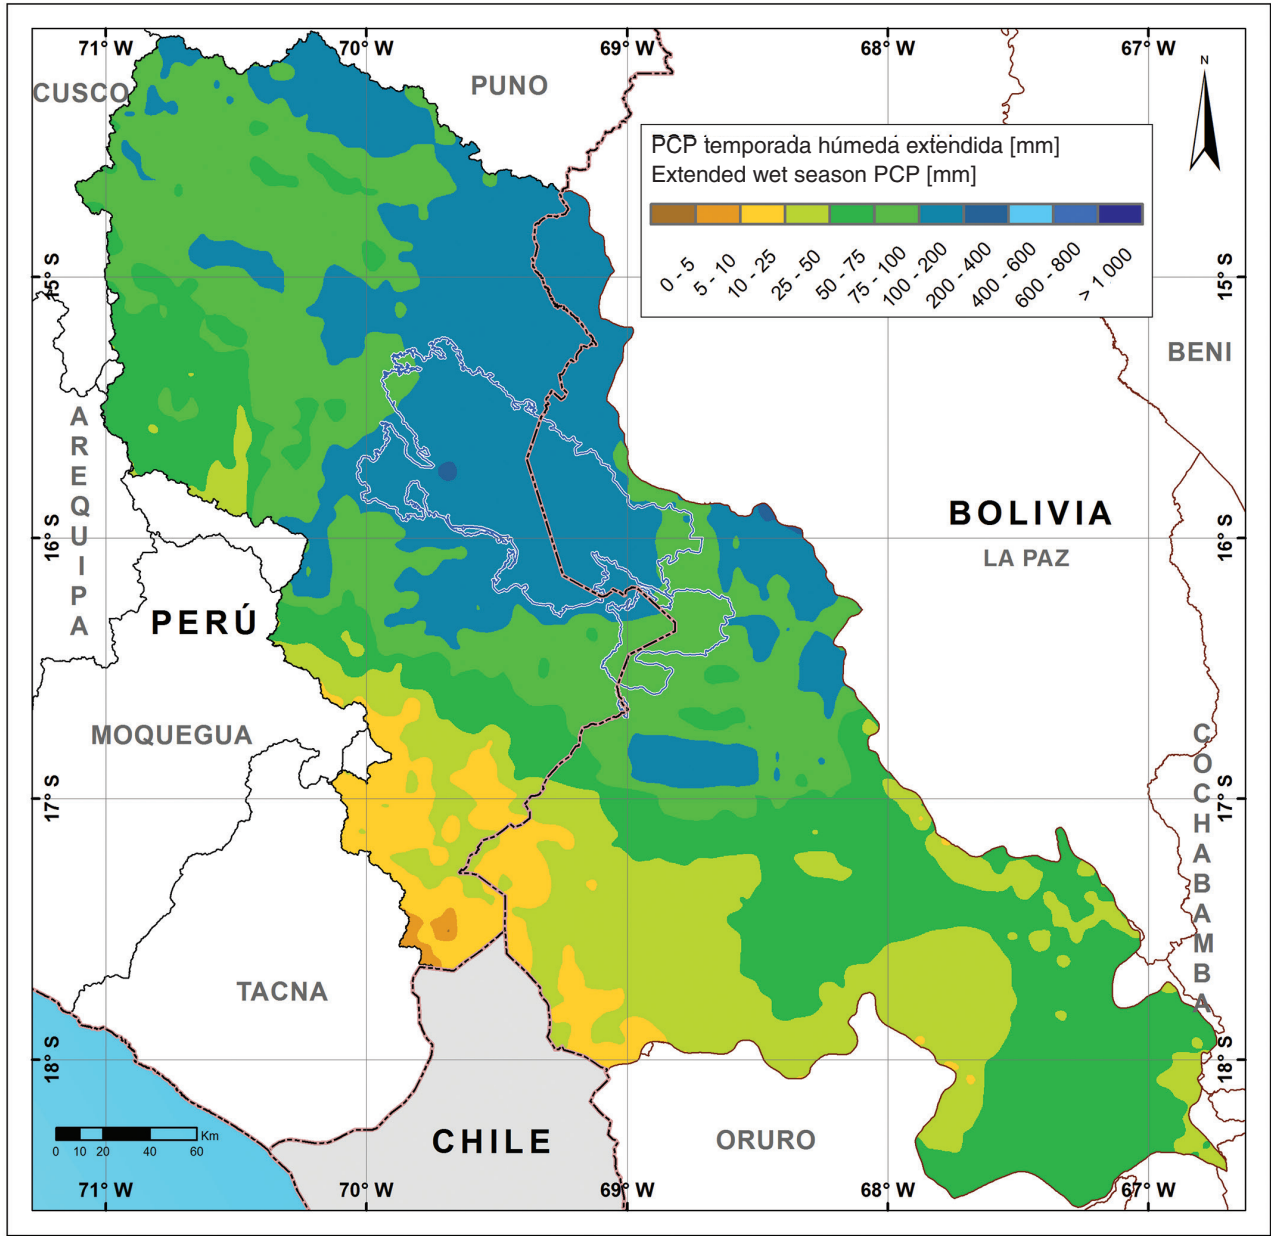 71° W
70° W
69° W
68° W
67° W
CUSCO
PUNO
N
PCP temporada húmeda extendida [mm]
Extended wet season PCP [mm]
0 - 5
5 - 10
10 - 25
25 - 50
50 - 75
75 - 100
100 - 200
200 - 400
400 - 600
600 - 800
> 1 000
15° S
15° S
BENI
AREQUIPA
BOLIVIA
16° S
16° S
LA PAZ
PERÚ
MOQUEGUA
COCHABAMBA
17° S
17° S
TACNA
18° S
18° S
Km
0 10 20 40 60
CHILE
ORURO
71° W
70° W
69° W
68° W
67° W